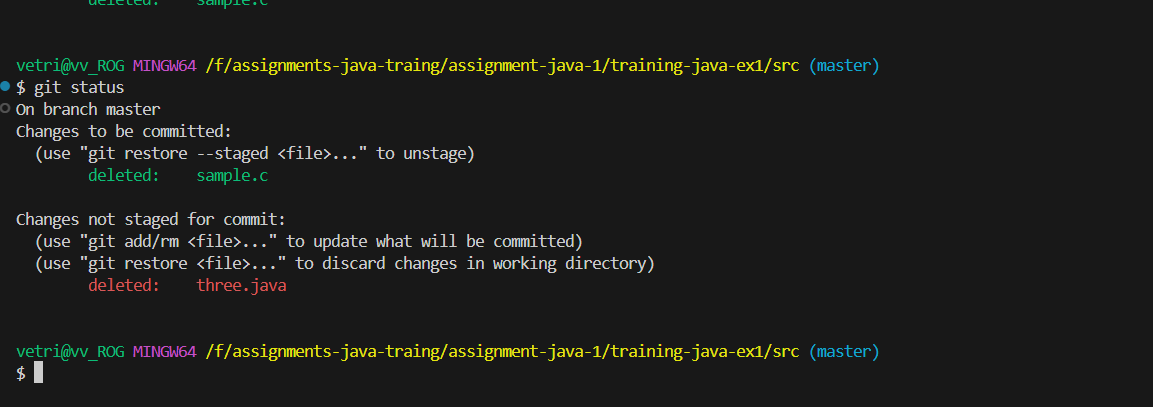 deleted:    sample.c
vetri@vv_ROG MINGW64 /f/assignments-java-traing/assignment-java-1/training-java-ex1/src (master)
$ git status
On branch master
Changes to be committed:
  (use "git restore --staged <file>..." to unstage)
        deleted:    sample.c
Changes not staged for commit:
  (use "git add/rm <file>..." to update what will be committed)
  (use "git restore <file>..." to discard changes in working directory)
        deleted:    three.java
vetri@vv_ROG MINGW64 /f/assignments-java-traing/assignment-java-1/training-java-ex1/src (master)
$